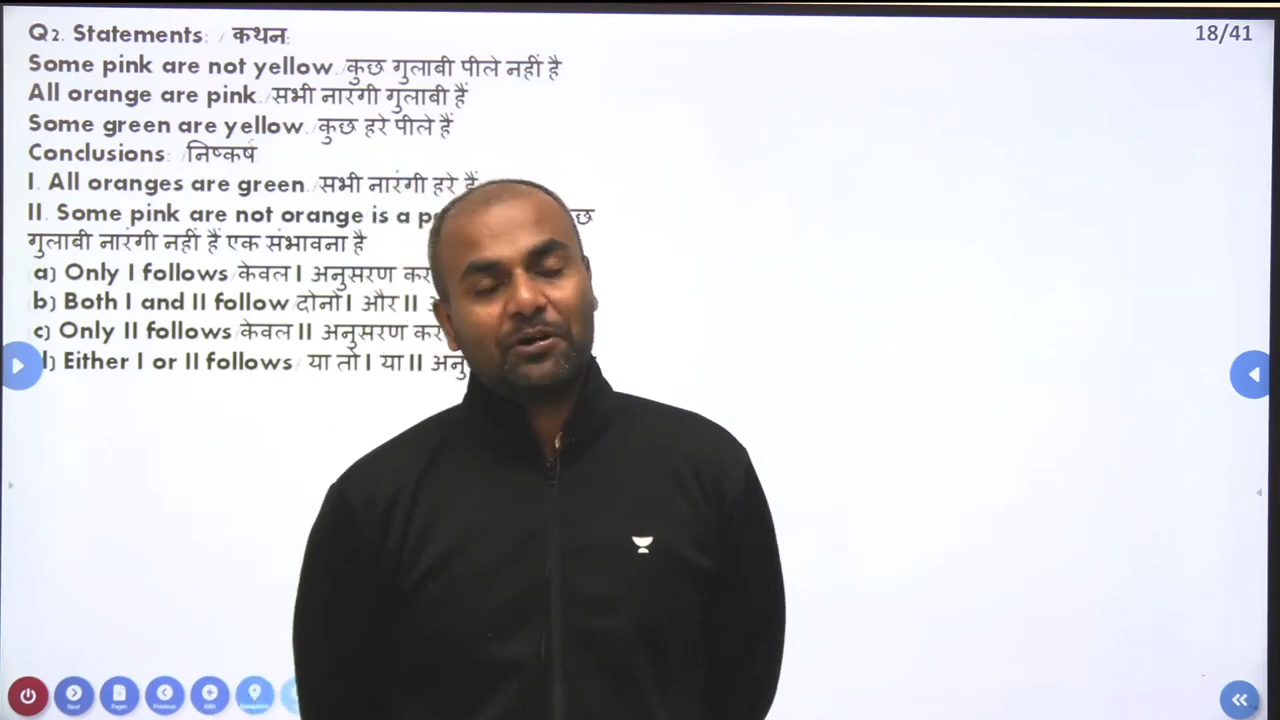 Q2. Statements: / कथन:
18/41
Some pink are not yellow./कुछ गुलाबी पीले नहीं है
All orange are pink./सभी नारंगी गुलाबी हैं
Some green are yellow./कुछ हरे पीले हैं
Conclusions: /निष्कर्ष
I. All oranges are green./सभी नारंगी हरे हैं
II. Some pink are not orange is a
गुलाबी नारंगी नहीं हैं एक संभावना है
a) Only I follows/केवल I अनुसरण
b) Both I and II follow/दोनों I और II
c) Only II follows/केवल II अनुसरण
Either I or II follows/ या तो I या II
Next
Pages
Previous